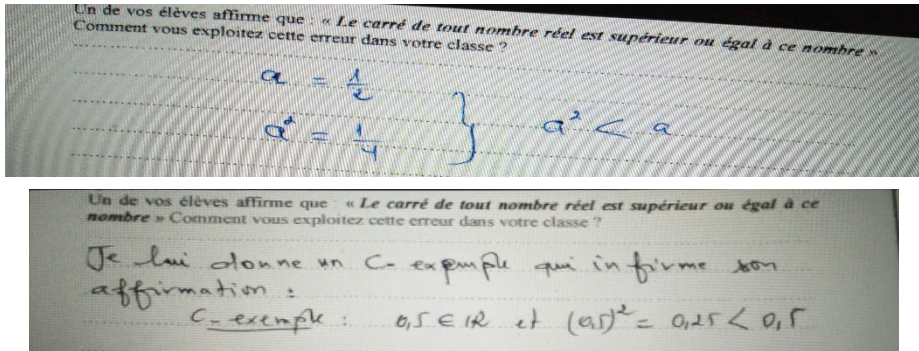 Un de vos élèves affirme que : « Le carré de tout nombre réel est supérieur ou égal à ce nombre »
Comment vous exploitez cette erreur dans votre classe ?
a = 1/2
a² = 1/4 } a² < a
Un de vos élèves affirme que : « Le carré de tout nombre réel est supérieur ou égal à ce
nombre » Comment vous exploitez cette erreur dans votre classe ?
Je lui donne un C-exemple qui infirme son
affirmation :
C-exemple : 0,5 ∈ IR et (0,5)² = 0,25 < 0,5